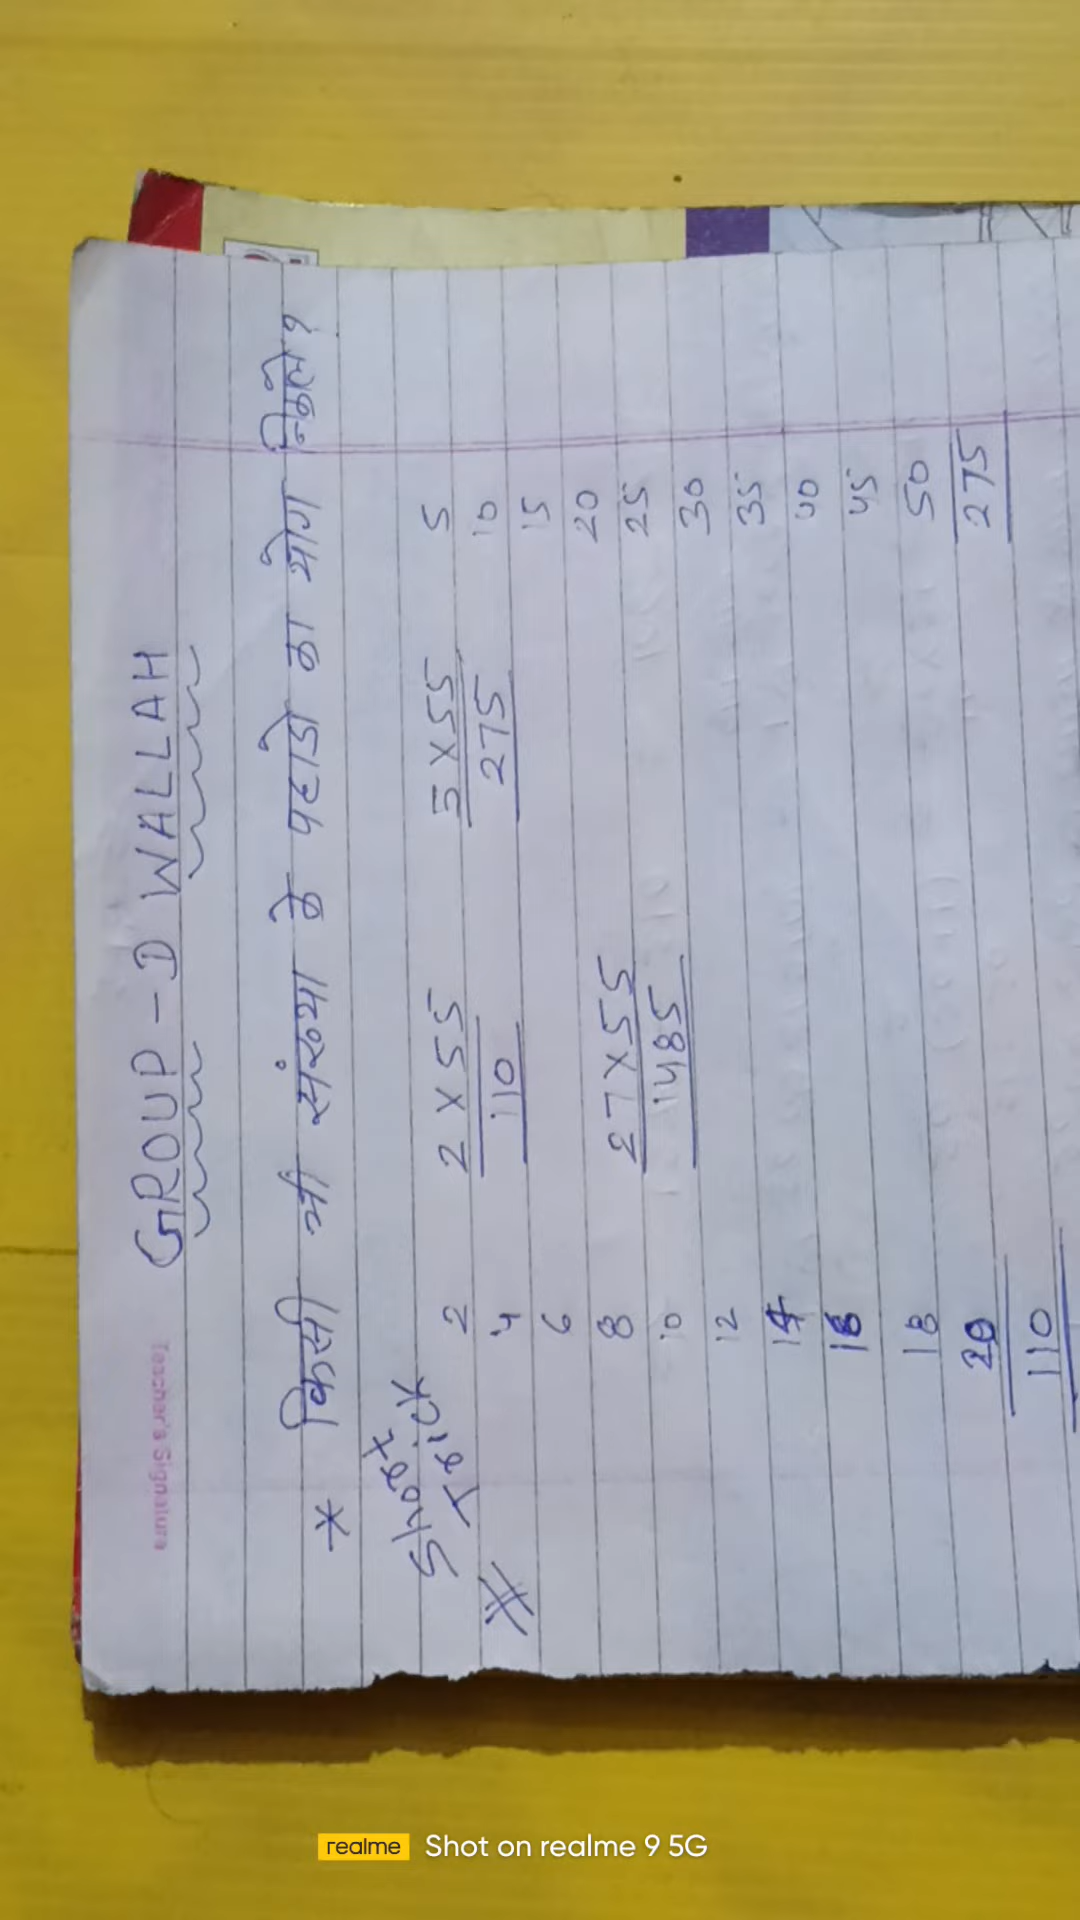 Teacher's Signature
GROUP - D WALLAH
* किसी भी संख्या के पहाडे का योग निकाले ?
Short Trick
2 2 × 55 5 × 55 5
4 110 275 10
6 15
8 27 × 55 20
10 1485 25
12 30
14 35
16 40
18 45
20 50
110 275
realme Shot on realme 9 5G